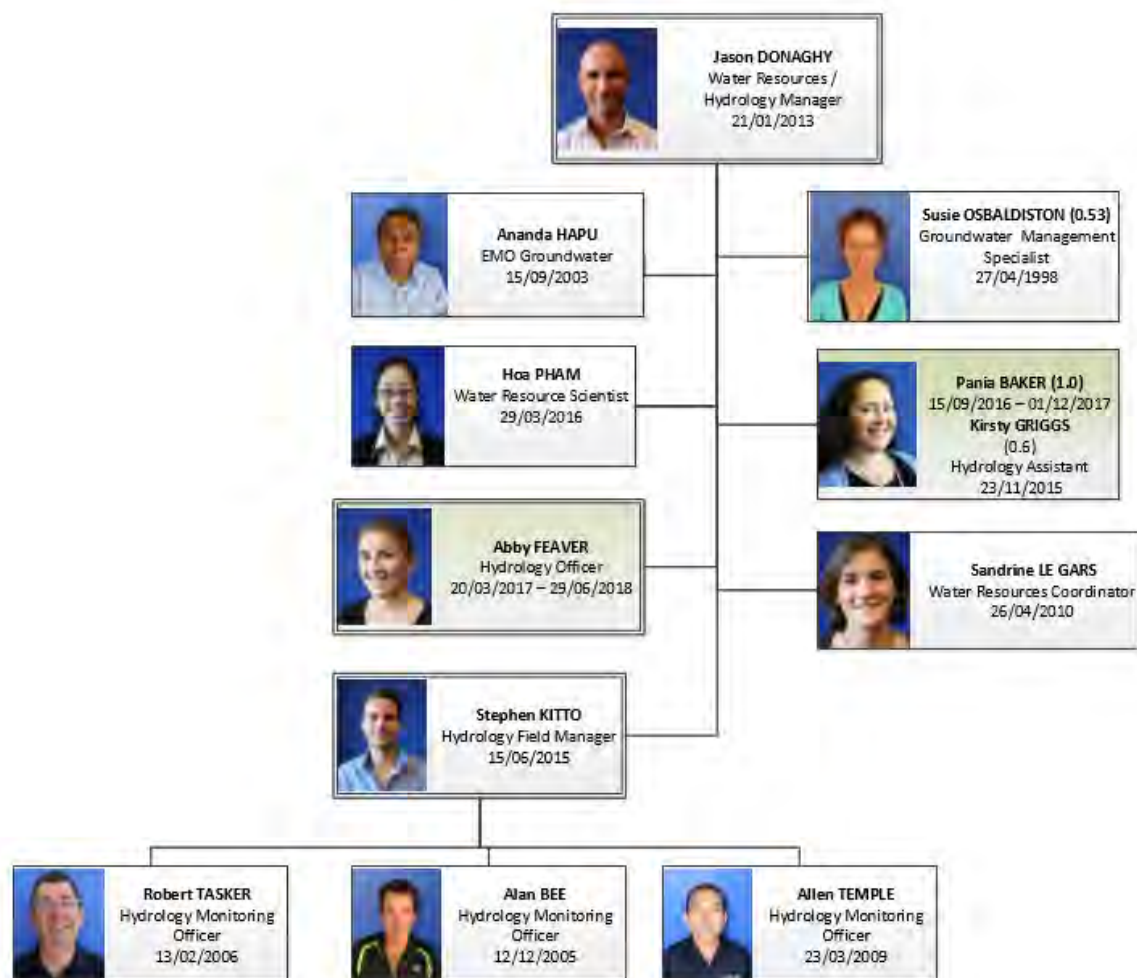 Jason DONAGHY
Water Resources /
Hydrology Manager
21/01/2013
Ananda HAPU
EMO Groundwater
15/09/2003
Susie OSBALDISTON (0.53)
Groundwater Management
Specialist
27/04/1998
Hoa PHAM
Water Resource Scientist
29/03/2016
Pania BAKER (1.0)
15/09/2016 – 01/12/2017
Kirsty GRIGGS
(0.6)
Hydrology Assistant
23/11/2015
Abby FEAVER
Hydrology Officer
20/03/2017 – 29/06/2018
Sandrine LE GARS
Water Resources Coordinator
26/04/2010
Stephen KITTO
Hydrology Field Manager
15/06/2015
Robert TASKER
Hydrology Monitoring
Officer
13/02/2006
Alan BEE
Hydrology Monitoring
Officer
12/12/2005
Allen TEMPLE
Hydrology Monitoring
Officer
23/03/2009